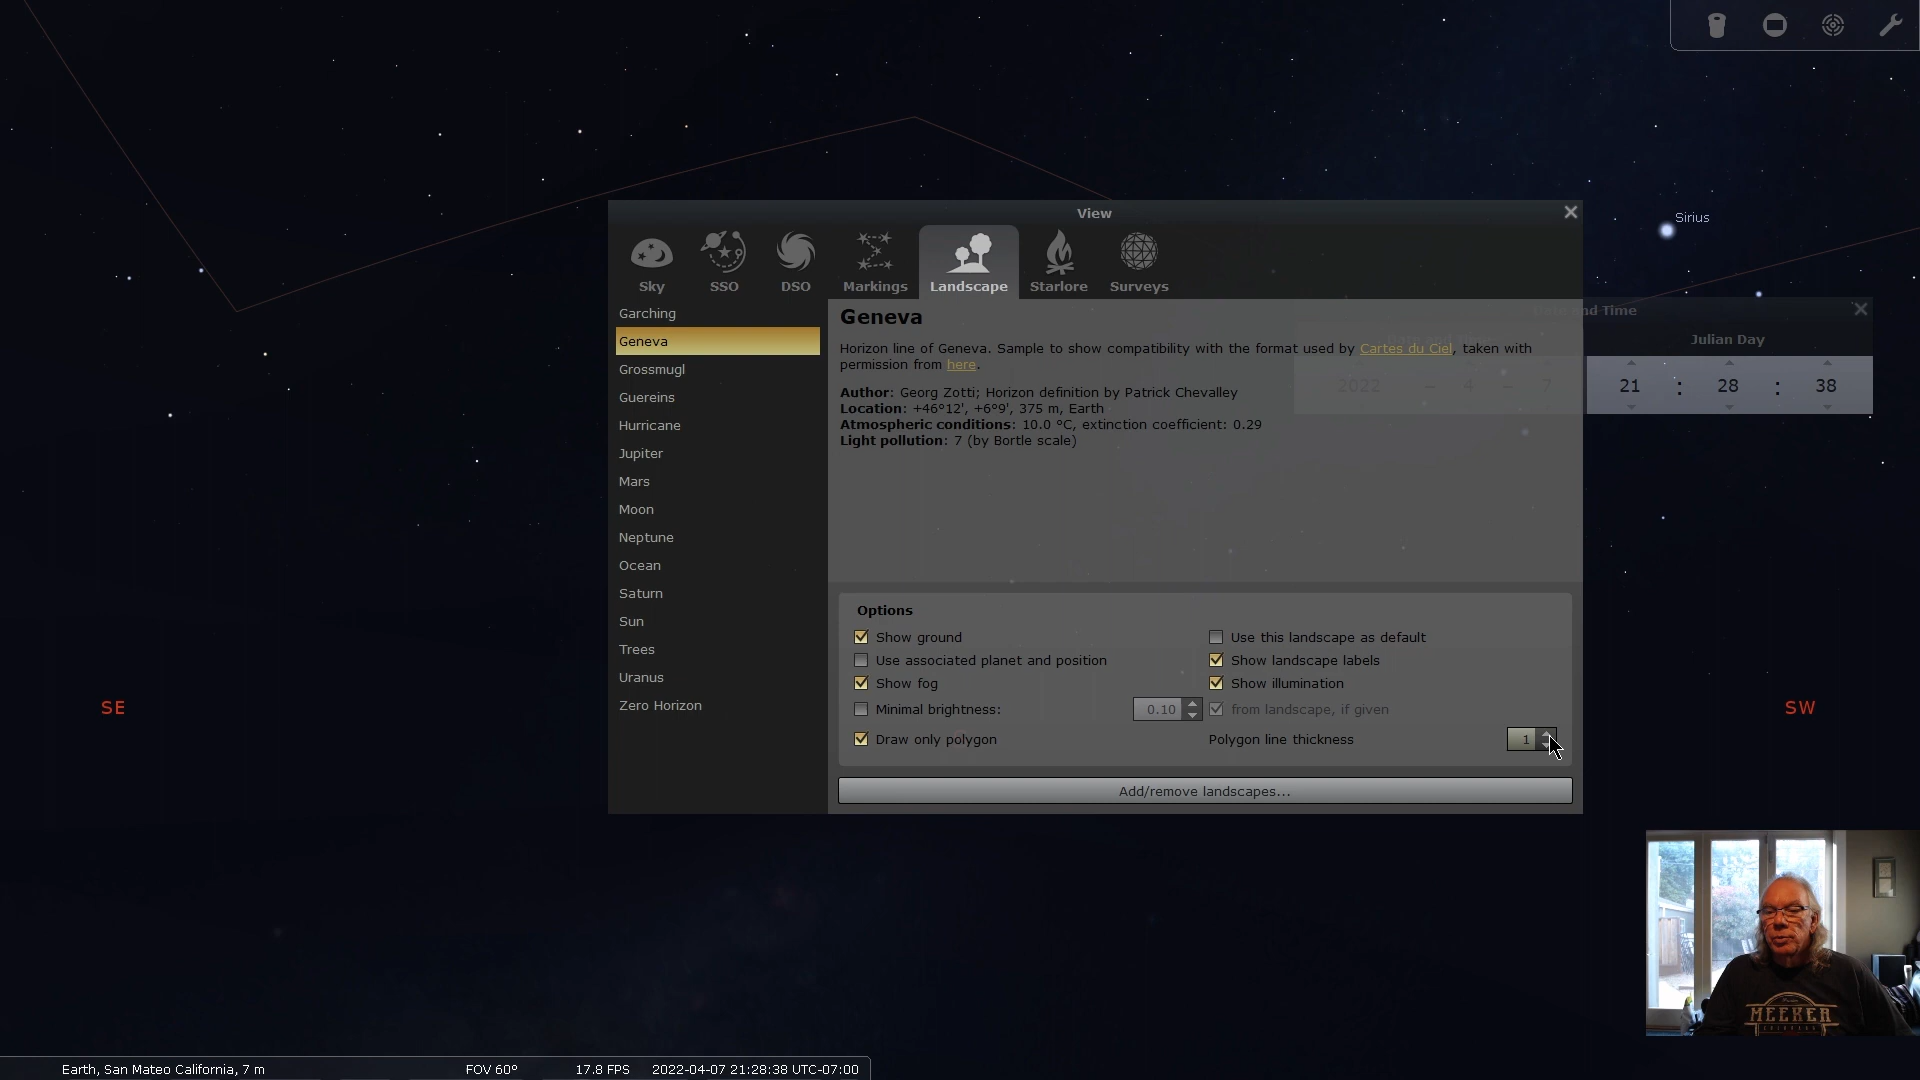 Sirius
View
Sky
SSO
DSO
Markings
Landscape
Starlore
Surveys
Garching
Geneva
Grossmugl
Guereins
Hurricane
Jupiter
Mars
Moon
Neptune
Ocean
Saturn
Sun
Trees
Uranus
Zero Horizon
Geneva
Horizon line of Geneva. Sample to show compatibility with the format used by Cartes du Ciel, taken with
permission from here.
Author: Georg Zotti; Horizon definition by Patrick Chevalley
Location: +46°12', +6°9', 375 m, Earth
Atmospheric conditions: 10.0 °C, extinction coefficient: 0.29
Light pollution: 7 (by Bortle scale)
Date and Time
Julian Day
2022 - 4 - 7
21 : 28 : 38
Options
Show ground
Use this landscape as default
Use associated planet and position
Show landscape labels
Show fog
Show illumination
Minimal brightness: 0.10
from landscape, if given
Draw only polygon
Polygon line thickness 1
Add/remove landscapes...
SE
SW
MEEKER
Earth, San Mateo California, 7 m
FOV 60°
17.8 FPS
2022-04-07 21:28:38 UTC-07:00